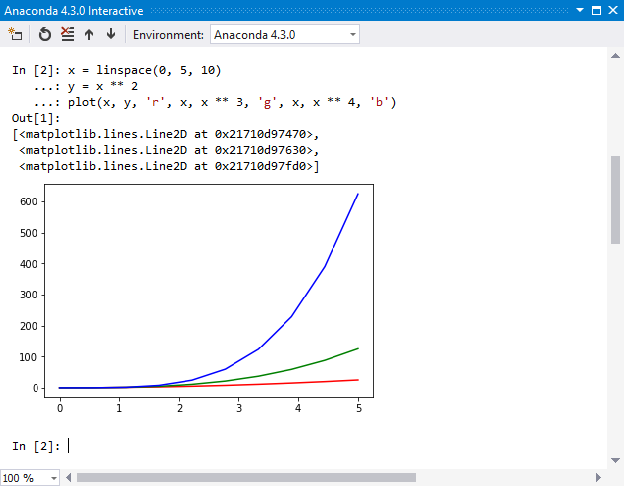 Anaconda 4.3.0 Interactive
Environment: Anaconda 4.3.0
In [2]: x = linspace(0, 5, 10)
...: y = x ** 2
...: plot(x, y, 'r', x, x ** 3, 'g', x, x ** 4, 'b')
Out[1]:
[<matplotlib.lines.Line2D at 0x21710d97470>,
<matplotlib.lines.Line2D at 0x21710d97630>,
<matplotlib.lines.Line2D at 0x21710d97fd0>]
600
500
400
300
200
100
0
0 1 2 3 4 5
In [2]:
100 %